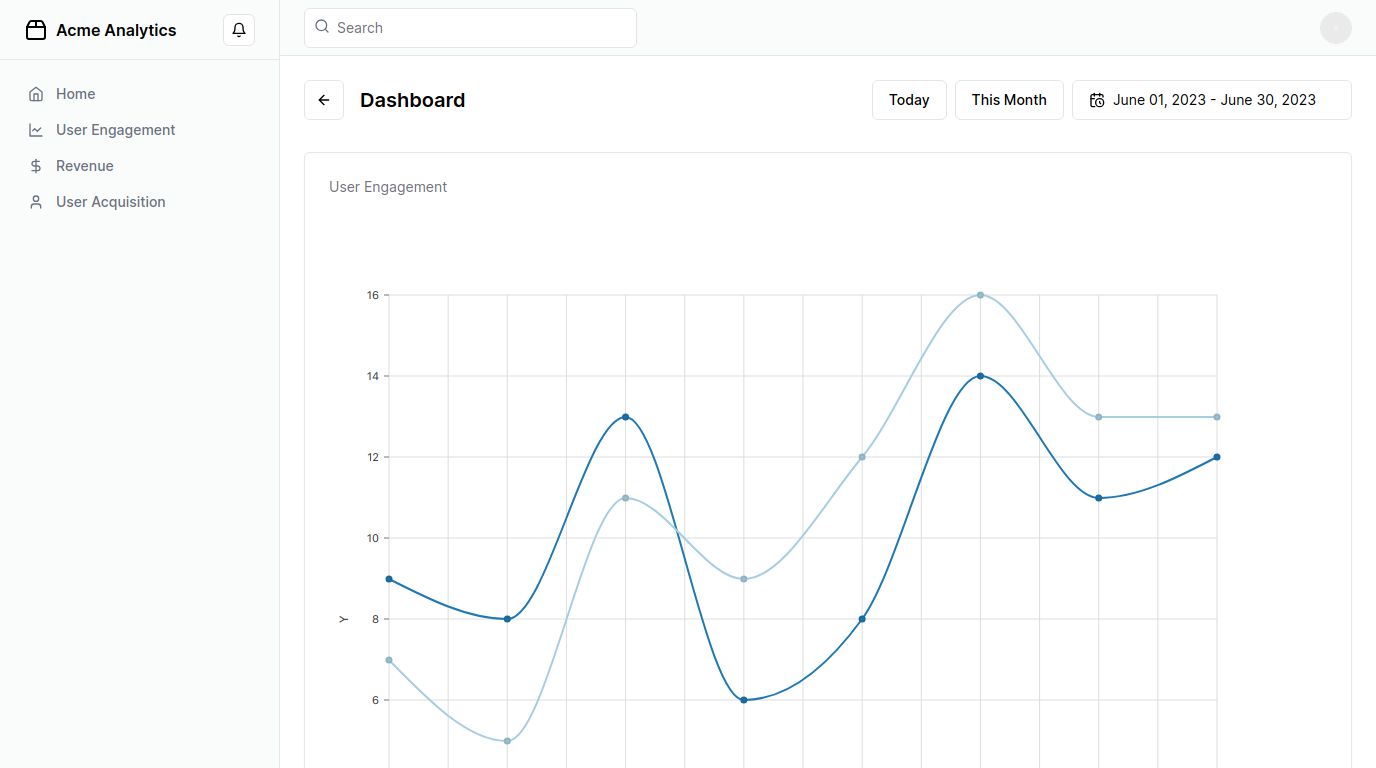 Acme Analytics
Search
Home
User Engagement
Revenue
User Acquisition
Dashboard
Today
This Month
June 01, 2023 - June 30, 2023
User Engagement
16
14
12
10
8
6
Y